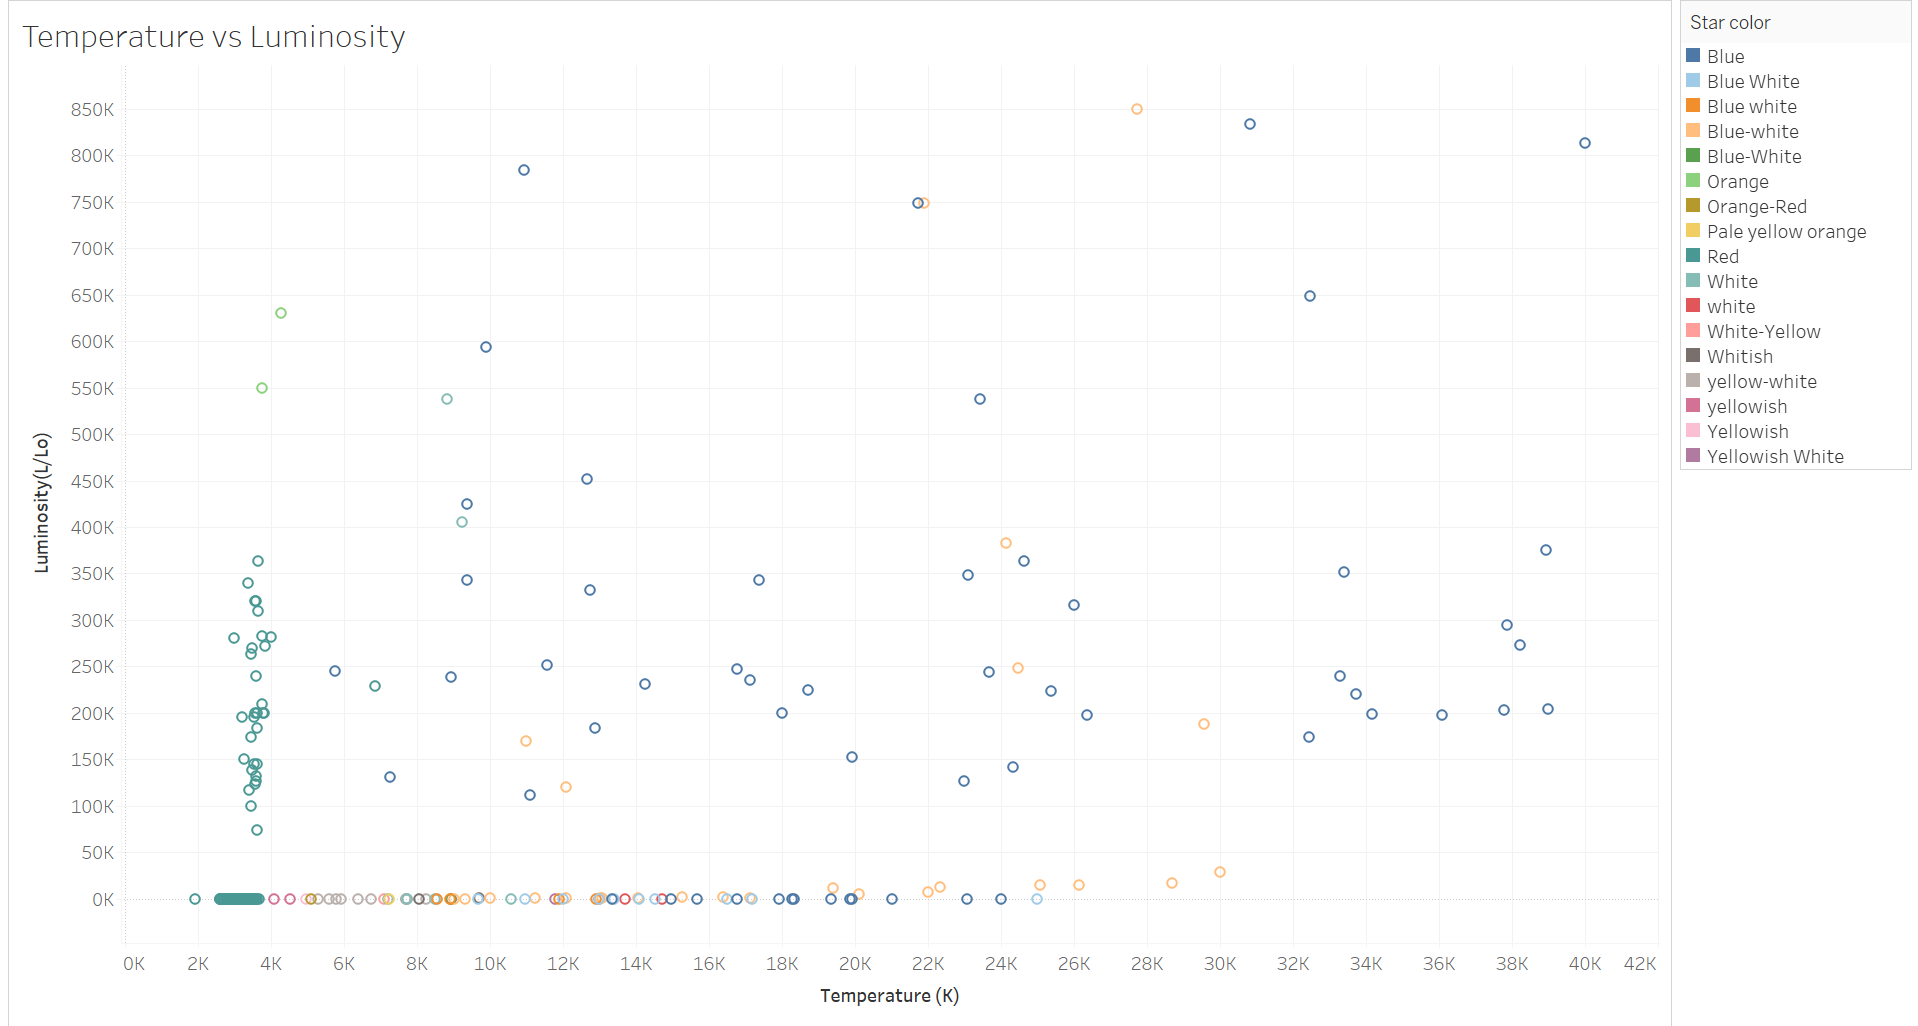 Temperature vs Luminosity
Star color
Blue
Blue White
Blue white
Blue-white
Blue-White
Orange
Orange-Red
Pale yellow orange
Red
White
white
White-Yellow
Whitish
yellow-white
yellowish
Yellowish
Yellowish White
Luminosity(L/Lo)
850K
800K
750K
700K
650K
600K
550K
500K
450K
400K
350K
300K
250K
200K
150K
100K
50K
0K
0K 2K 4K 6K 8K 10K 12K 14K 16K 18K 20K 22K 24K 26K 28K 30K 32K 34K 36K 38K 40K 42K
Temperature (K)